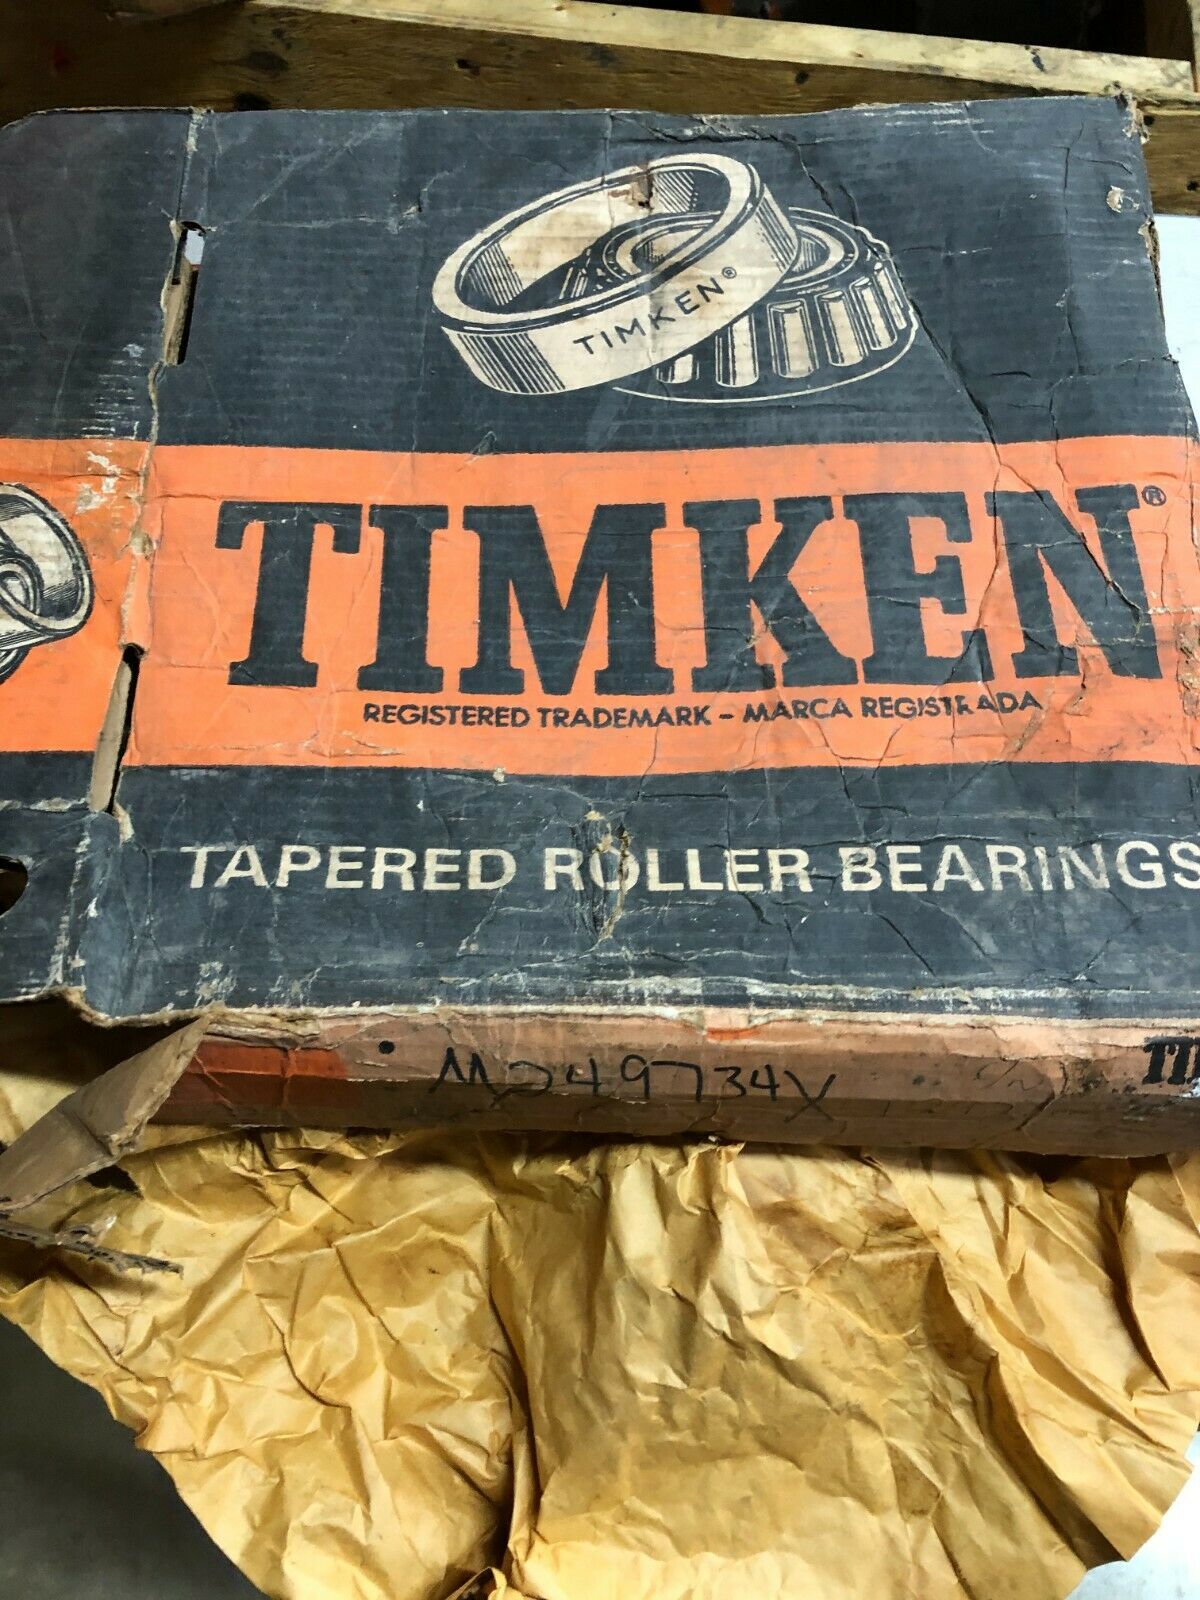 TIMKEN®
TIMKEN®
REGISTERED TRADEMARK – MARCA REGISTRADA
TAPERED ROLLER BEARINGS
M249734X